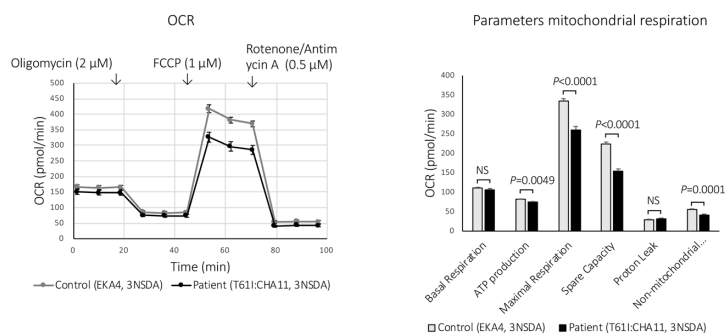 OCR
Oligomycin (2 µM)
FCCP (1 µM)
Rotenone/Antim
ycin A (0.5 µM)
OCR (pmol/min)
500
450
400
350
300
250
200
150
100
50
0
0
20
40
60
80
100
Time (min)
Control (EKA4, 3NSDA)
Patient (T61I:CHA11, 3NSDA)
Parameters mitochondrial respiration
OCR (pmol/min)
400
350
300
250
200
150
100
50
0
NS
P=0.0049
P<0.0001
P<0.0001
NS
P=0.0001
Basal Respiration
ATP production
Maximal Respiration
Spare Capacity
Proton Leak
Non-mitochondrial...
Control (EKA4, 3NSDA)
Patient (T61I:CHA11, 3NSDA)